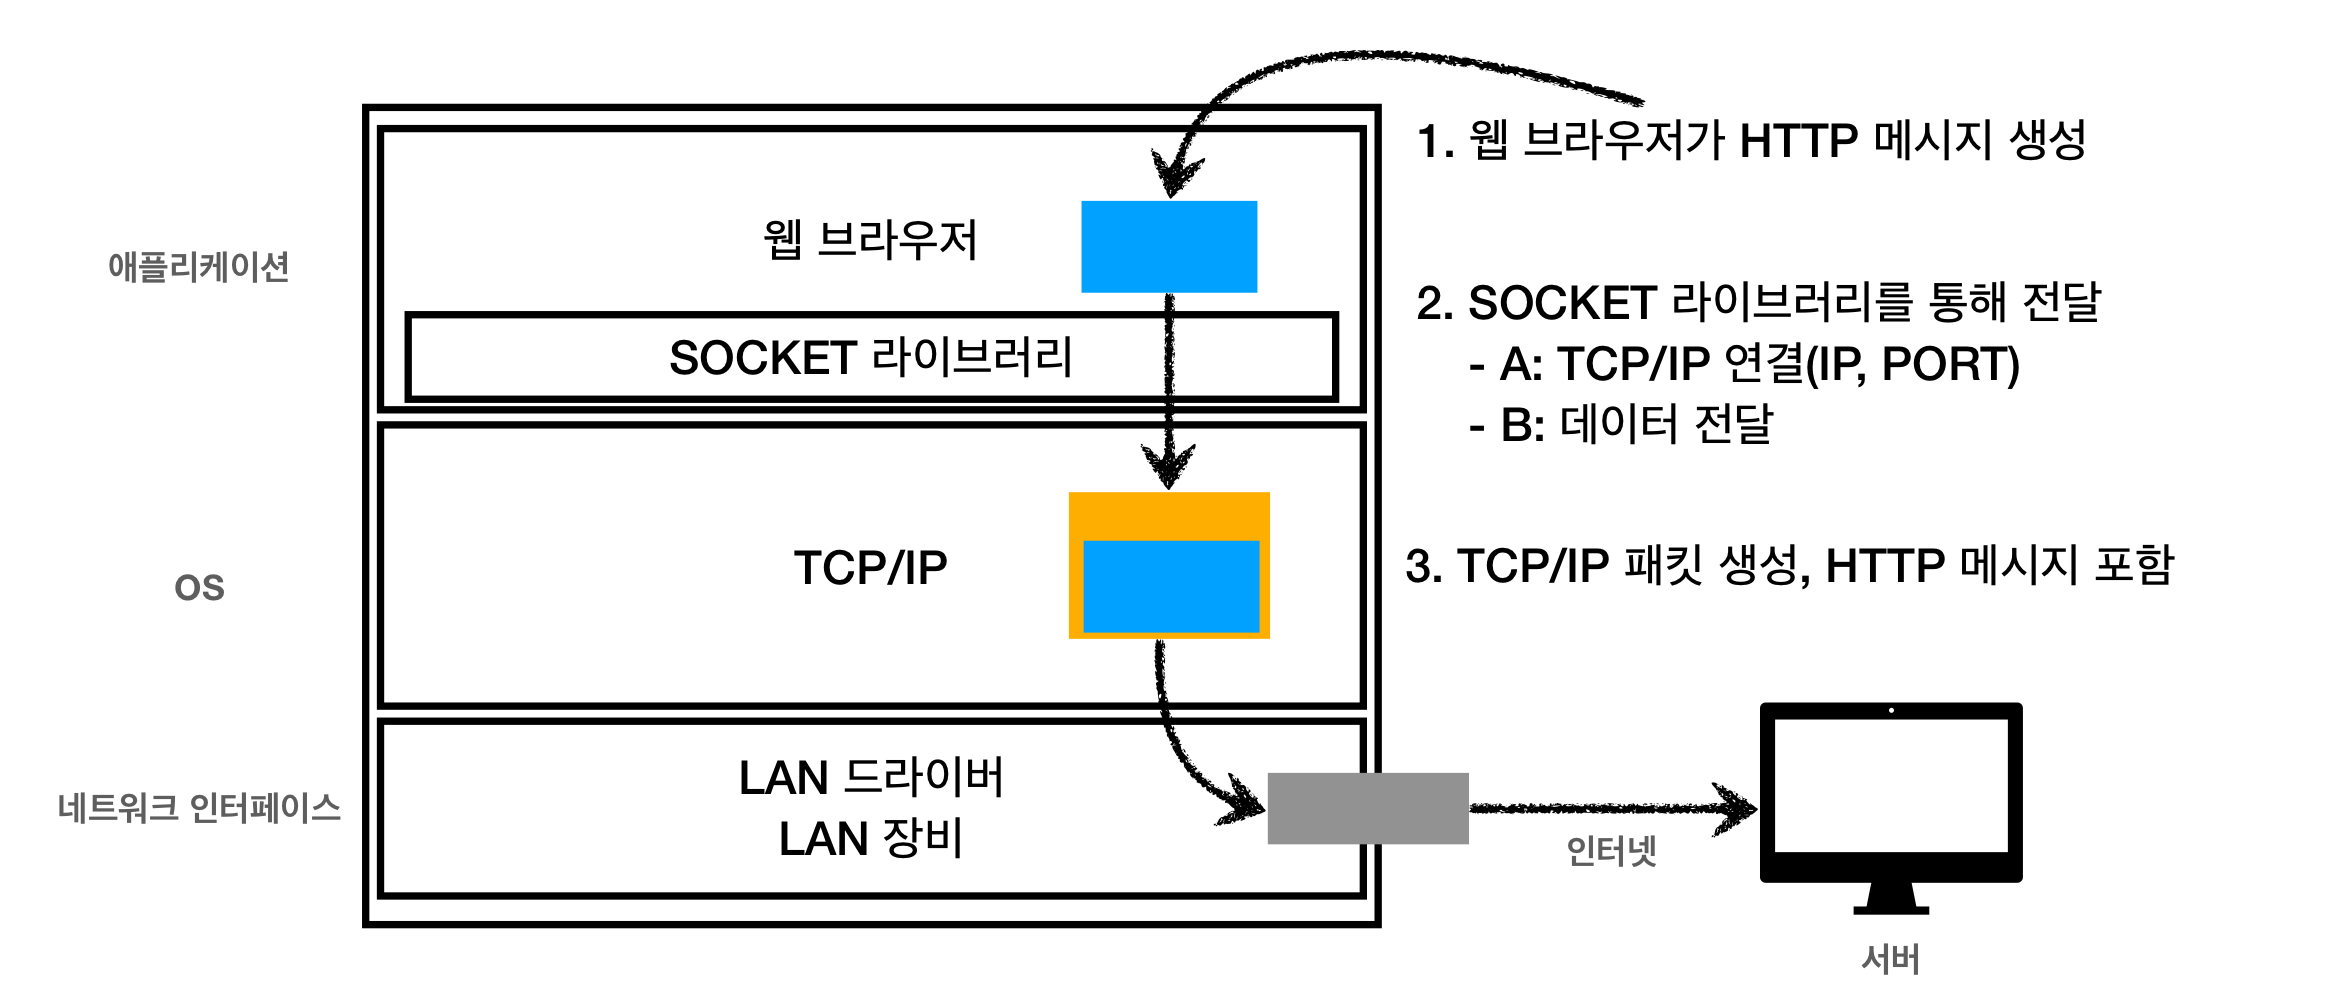 1. 웹 브라우저가 HTTP 메시지 생성
애플리케이션
웹 브라우저
SOCKET 라이브러리
2. SOCKET 라이브러리를 통해 전달
- A: TCP/IP 연결(IP, PORT)
- B: 데이터 전달
OS
TCP/IP
3. TCP/IP 패킷 생성, HTTP 메시지 포함
네트워크 인터페이스
LAN 드라이버
LAN 장비
인터넷
서버